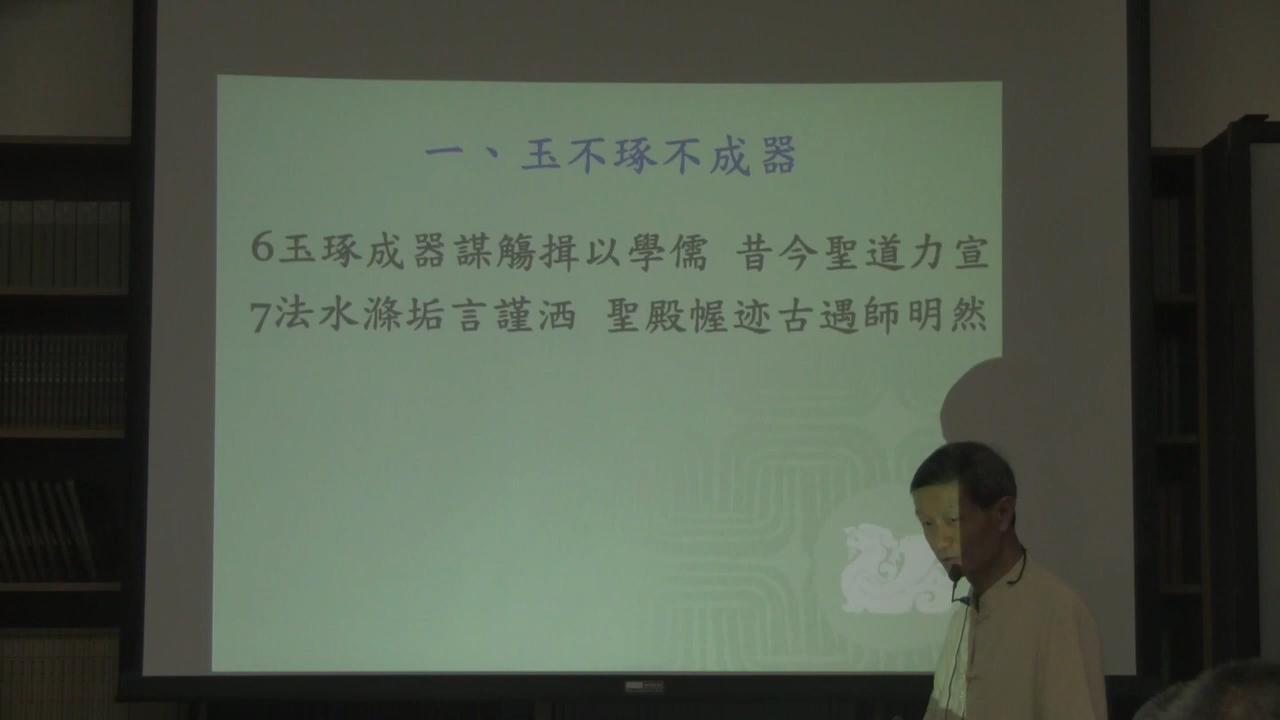 一、玉不琢不成器
6玉琢成器謀觴揖以學儒 昔今聖道力宣
7法水滌垢言謹洒 聖殿幄迹古遇師明然